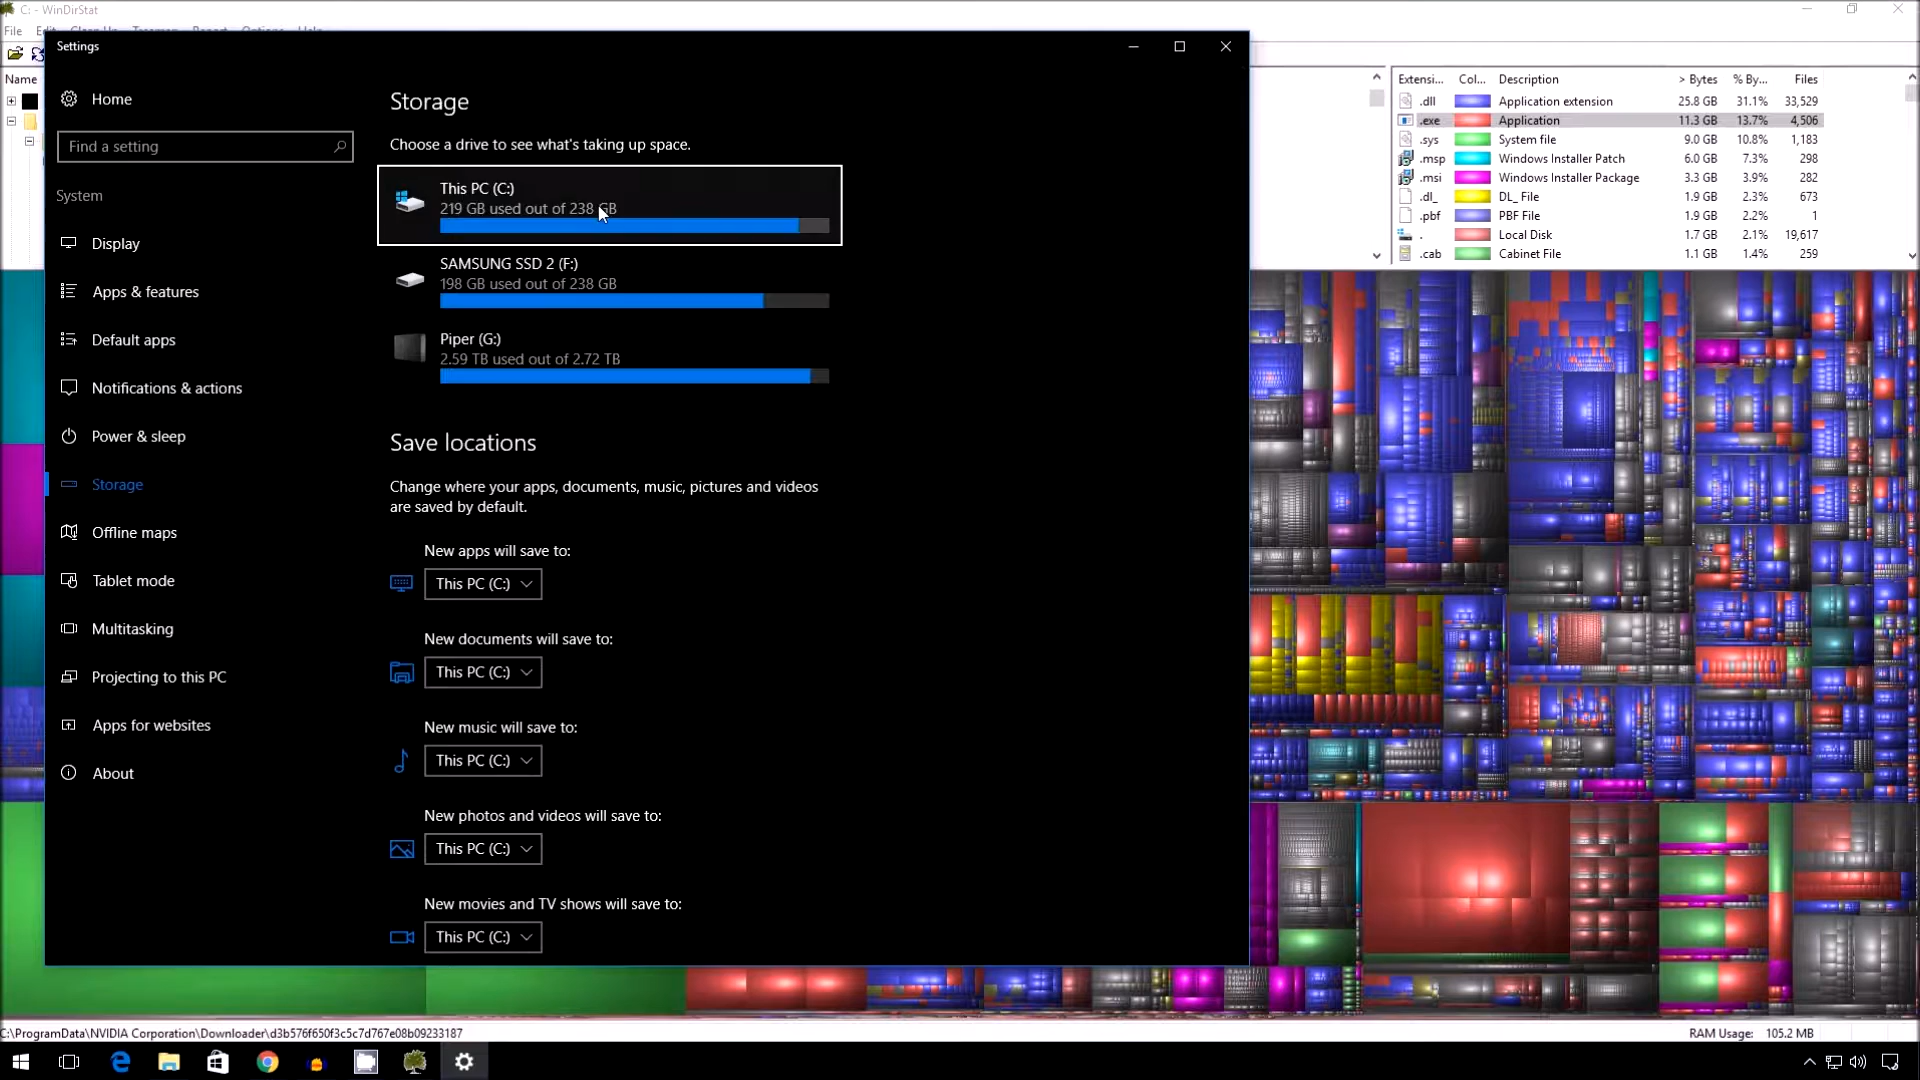 C: - WinDirStat
File
Settings
Name
Home
Find a setting
System
Display
Apps & features
Default apps
Notifications & actions
Power & sleep
Storage
Offline maps
Tablet mode
Multitasking
Projecting to this PC
Apps for websites
About
Storage
Choose a drive to see what's taking up space.
This PC (C:)
219 GB used out of 238 GB
SAMSUNG SSD 2 (F:)
198 GB used out of 238 GB
Piper (G:)
2.59 TB used out of 2.72 TB
Save locations
Change where your apps, documents, music, pictures and videos
are saved by default.
New apps will save to:
This PC (C:)
New documents will save to:
This PC (C:)
New music will save to:
This PC (C:)
New photos and videos will save to:
This PC (C:)
New movies and TV shows will save to:
This PC (C:)
Extensi... Col... Description > Bytes % By... Files
.dll Application extension 25.8 GB 31.1% 33,529
.exe Application 11.3 GB 13.7% 4,506
.sys System file 9.0 GB 10.8% 1,183
.msp Windows Installer Patch 6.0 GB 7.3% 298
.msi Windows Installer Package 3.3 GB 3.9% 282
.dl_ DL_ File 1.9 GB 2.3% 673
.pbf PBF File 1.9 GB 2.2% 1
. Local Disk 1.7 GB 2.1% 19,617
.cab Cabinet File 1.1 GB 1.4% 259
C:\ProgramData\NVIDIA Corporation\Downloader\d3b576f650f3c5c7d767e08b09233187
RAM Usage: 105.2 MB